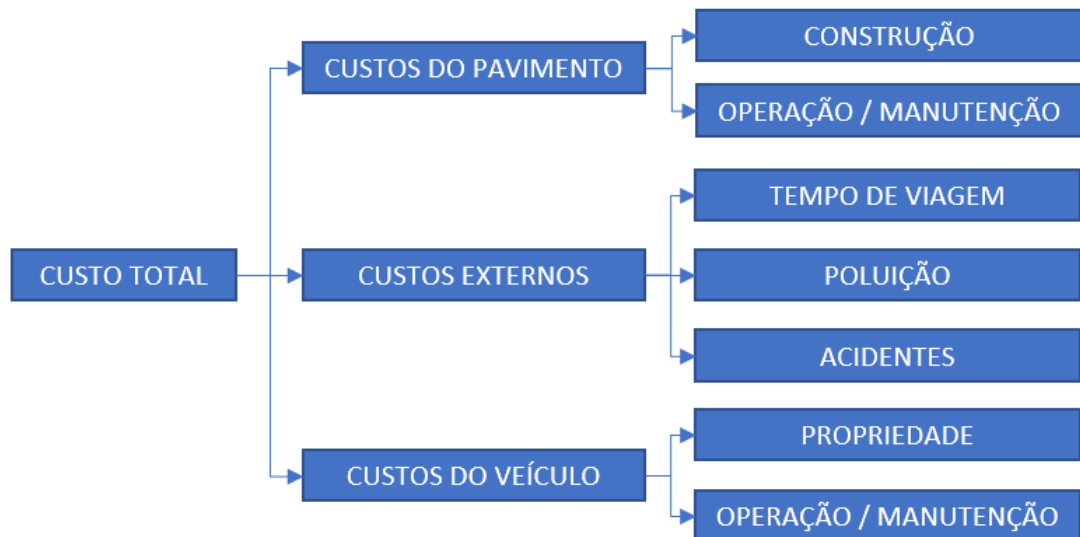 CUSTO TOTAL
CUSTOS DO PAVIMENTO
CONSTRUÇÃO
OPERAÇÃO / MANUTENÇÃO
CUSTOS EXTERNOS
TEMPO DE VIAGEM
POLUIÇÃO
ACIDENTES
CUSTOS DO VEÍCULO
PROPRIEDADE
OPERAÇÃO / MANUTENÇÃO